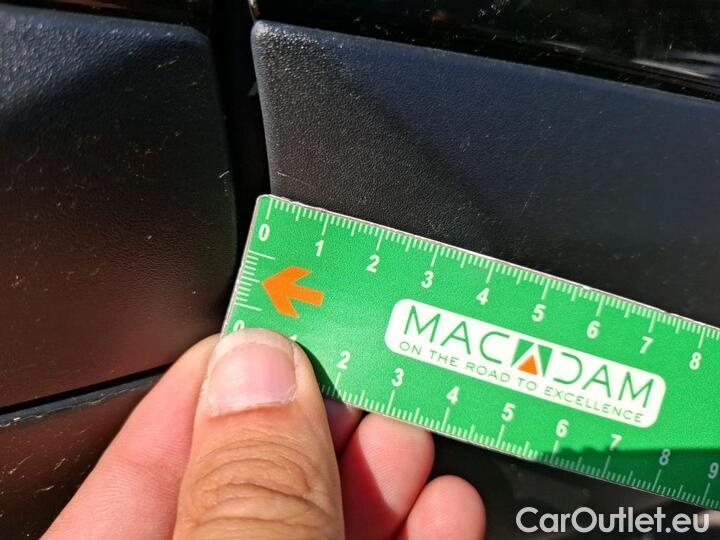 0 1 2 3 4 5 6 7 8
MACADAM
ON THE ROAD TO EXCELLENCE
0 1 2 3 4 5 6 7 8 9
CarOutlet.eu